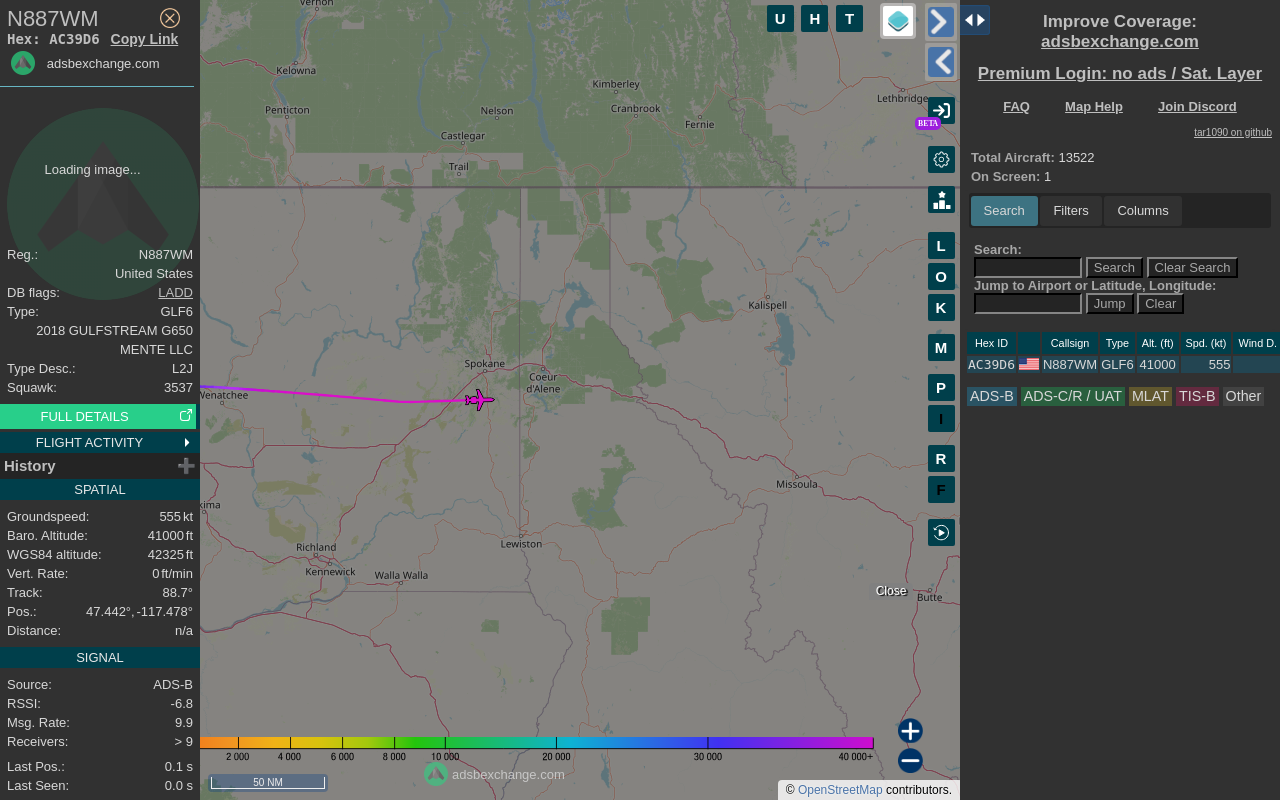 N887WM
Hex: AC39D6 Copy Link
adsbexchange.com
Loading image...
Reg.: N887WM
United States
DB flags: LADD
Type: GLF6
2018 GULFSTREAM G650
MENTE LLC
Type Desc.: L2J
Squawk: 3537
FULL DETAILS
FLIGHT ACTIVITY
History
SPATIAL
Groundspeed: 555 kt
Baro. Altitude: 41000 ft
WGS84 altitude: 42325 ft
Vert. Rate: 0 ft/min
Track: 88.7°
Pos.: 47.442°, -117.478°
Distance: n/a
SIGNAL
Source: ADS-B
RSSI: -6.8
Msg. Rate: 9.9
Receivers: > 9
Last Pos.: 0.1 s
Last Seen: 0.0 s
Vernon
Kelowna
Penticton
Nelson
Castlegar
Trail
Kimberley
Cranbrook
Fernie
Lethbridge
Kalispell
Spokane
Coeur
d'Alene
Wenatchee
Missoula
Lewiston
Richland
Kennewick
Walla Walla
Butte
Close
U H T
BETA
L
O
K
M
P
I
R
F
2 000 4 000 6 000 8 000 10 000 20 000 30 000 40 000+
adsbexchange.com
50 NM
© OpenStreetMap contributors.
Improve Coverage:
adsbexchange.com
Premium Login: no ads / Sat. Layer
FAQ Map Help Join Discord
tar1090 on github
Total Aircraft: 13522
On Screen: 1
Search Filters Columns
Search:
Search Clear Search
Jump to Airport or Latitude, Longitude:
Jump Clear
Hex ID Callsign Type Alt. (ft) Spd. (kt) Wind D.
AC39D6 N887WM GLF6 41000 555
ADS-B ADS-C/R / UAT MLAT TIS-B Other